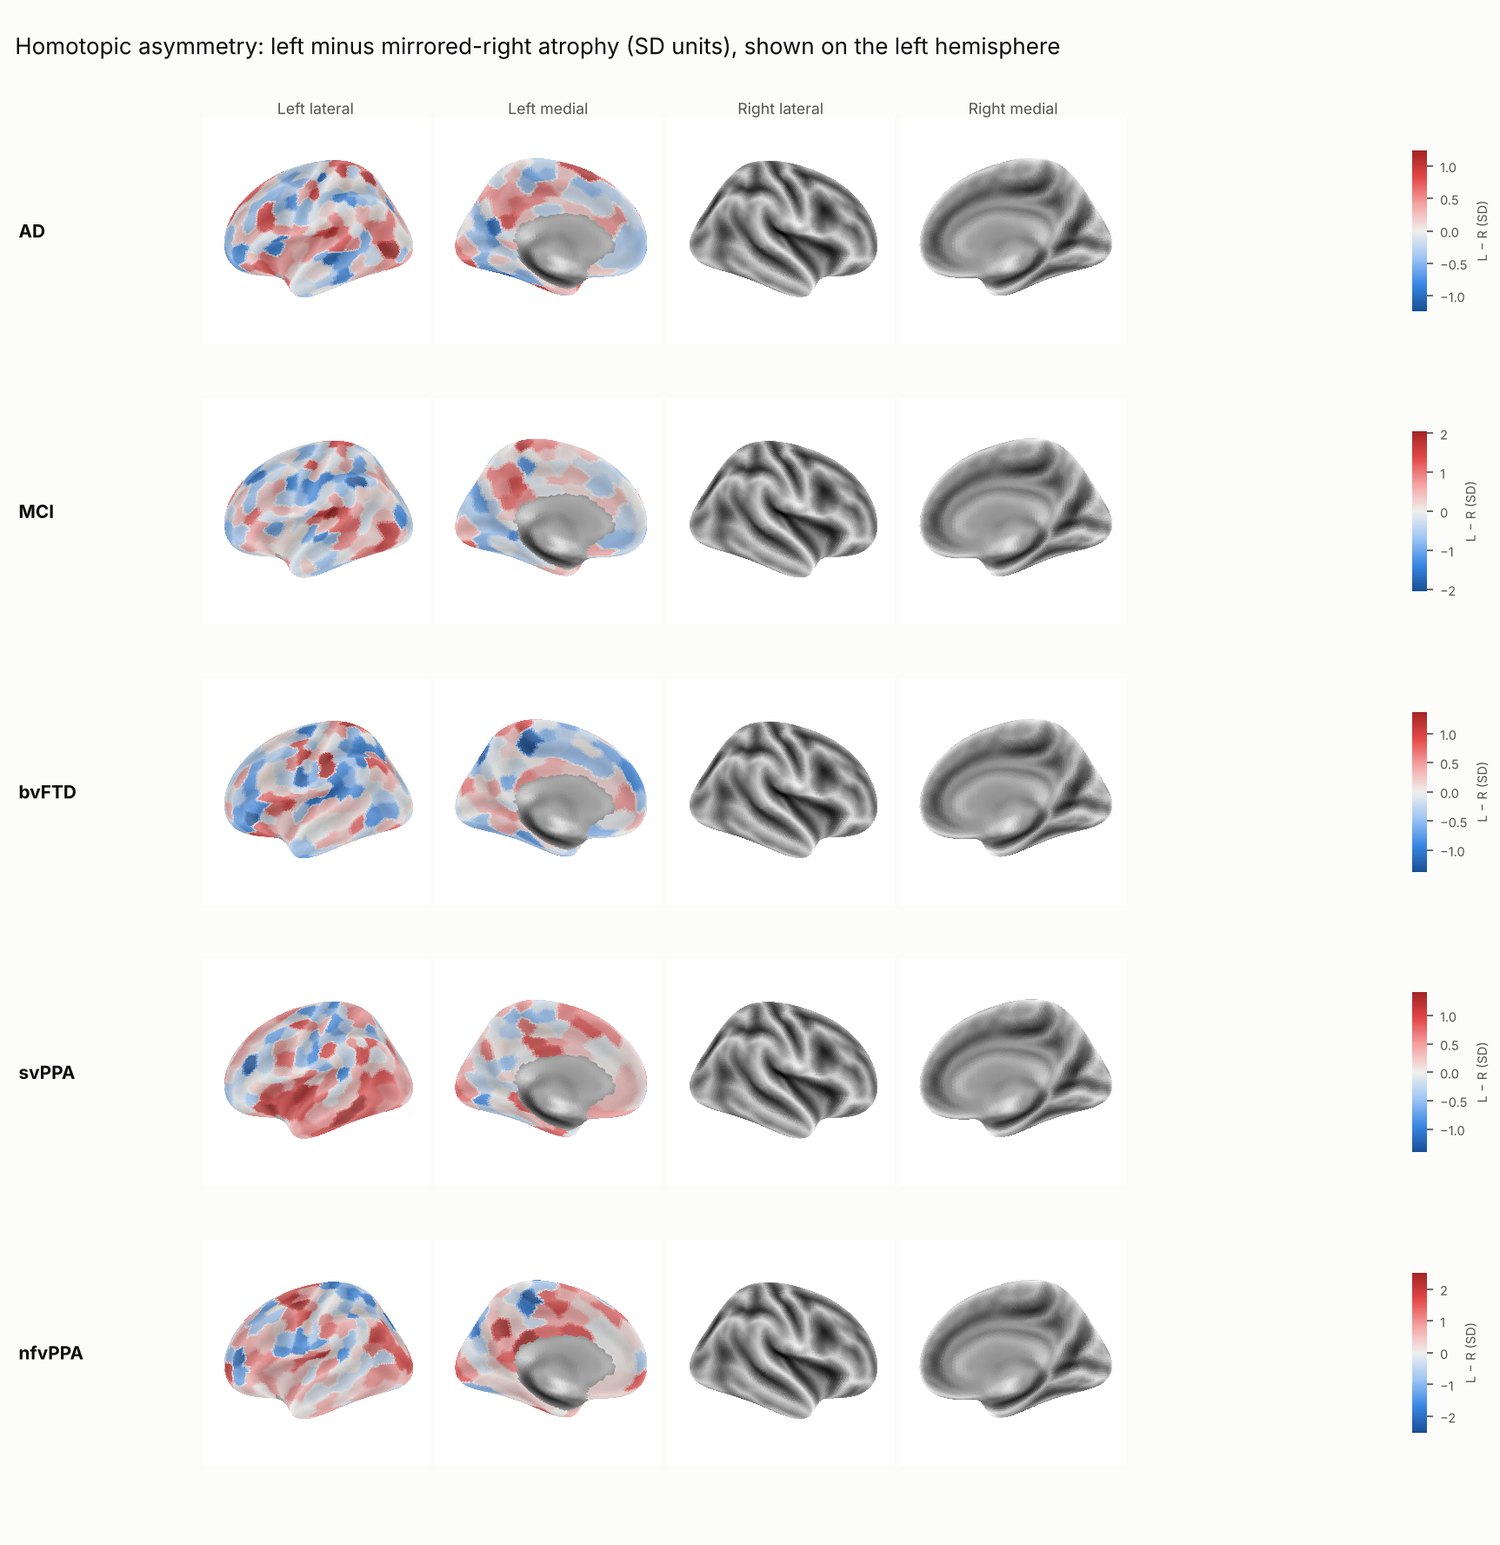 Homotopic asymmetry: left minus mirrored-right atrophy (SD units), shown on the left hemisphere
Left lateral
Left medial
Right lateral
Right medial
AD
1.0
0.5
0.0
−0.5
−1.0
L − R (SD)
MCI
2
1
0
−1
−2
L − R (SD)
bvFTD
1.0
0.5
0.0
−0.5
−1.0
L − R (SD)
svPPA
1.0
0.5
0.0
−0.5
−1.0
L − R (SD)
nfvPPA
2
1
0
−1
−2
L − R (SD)